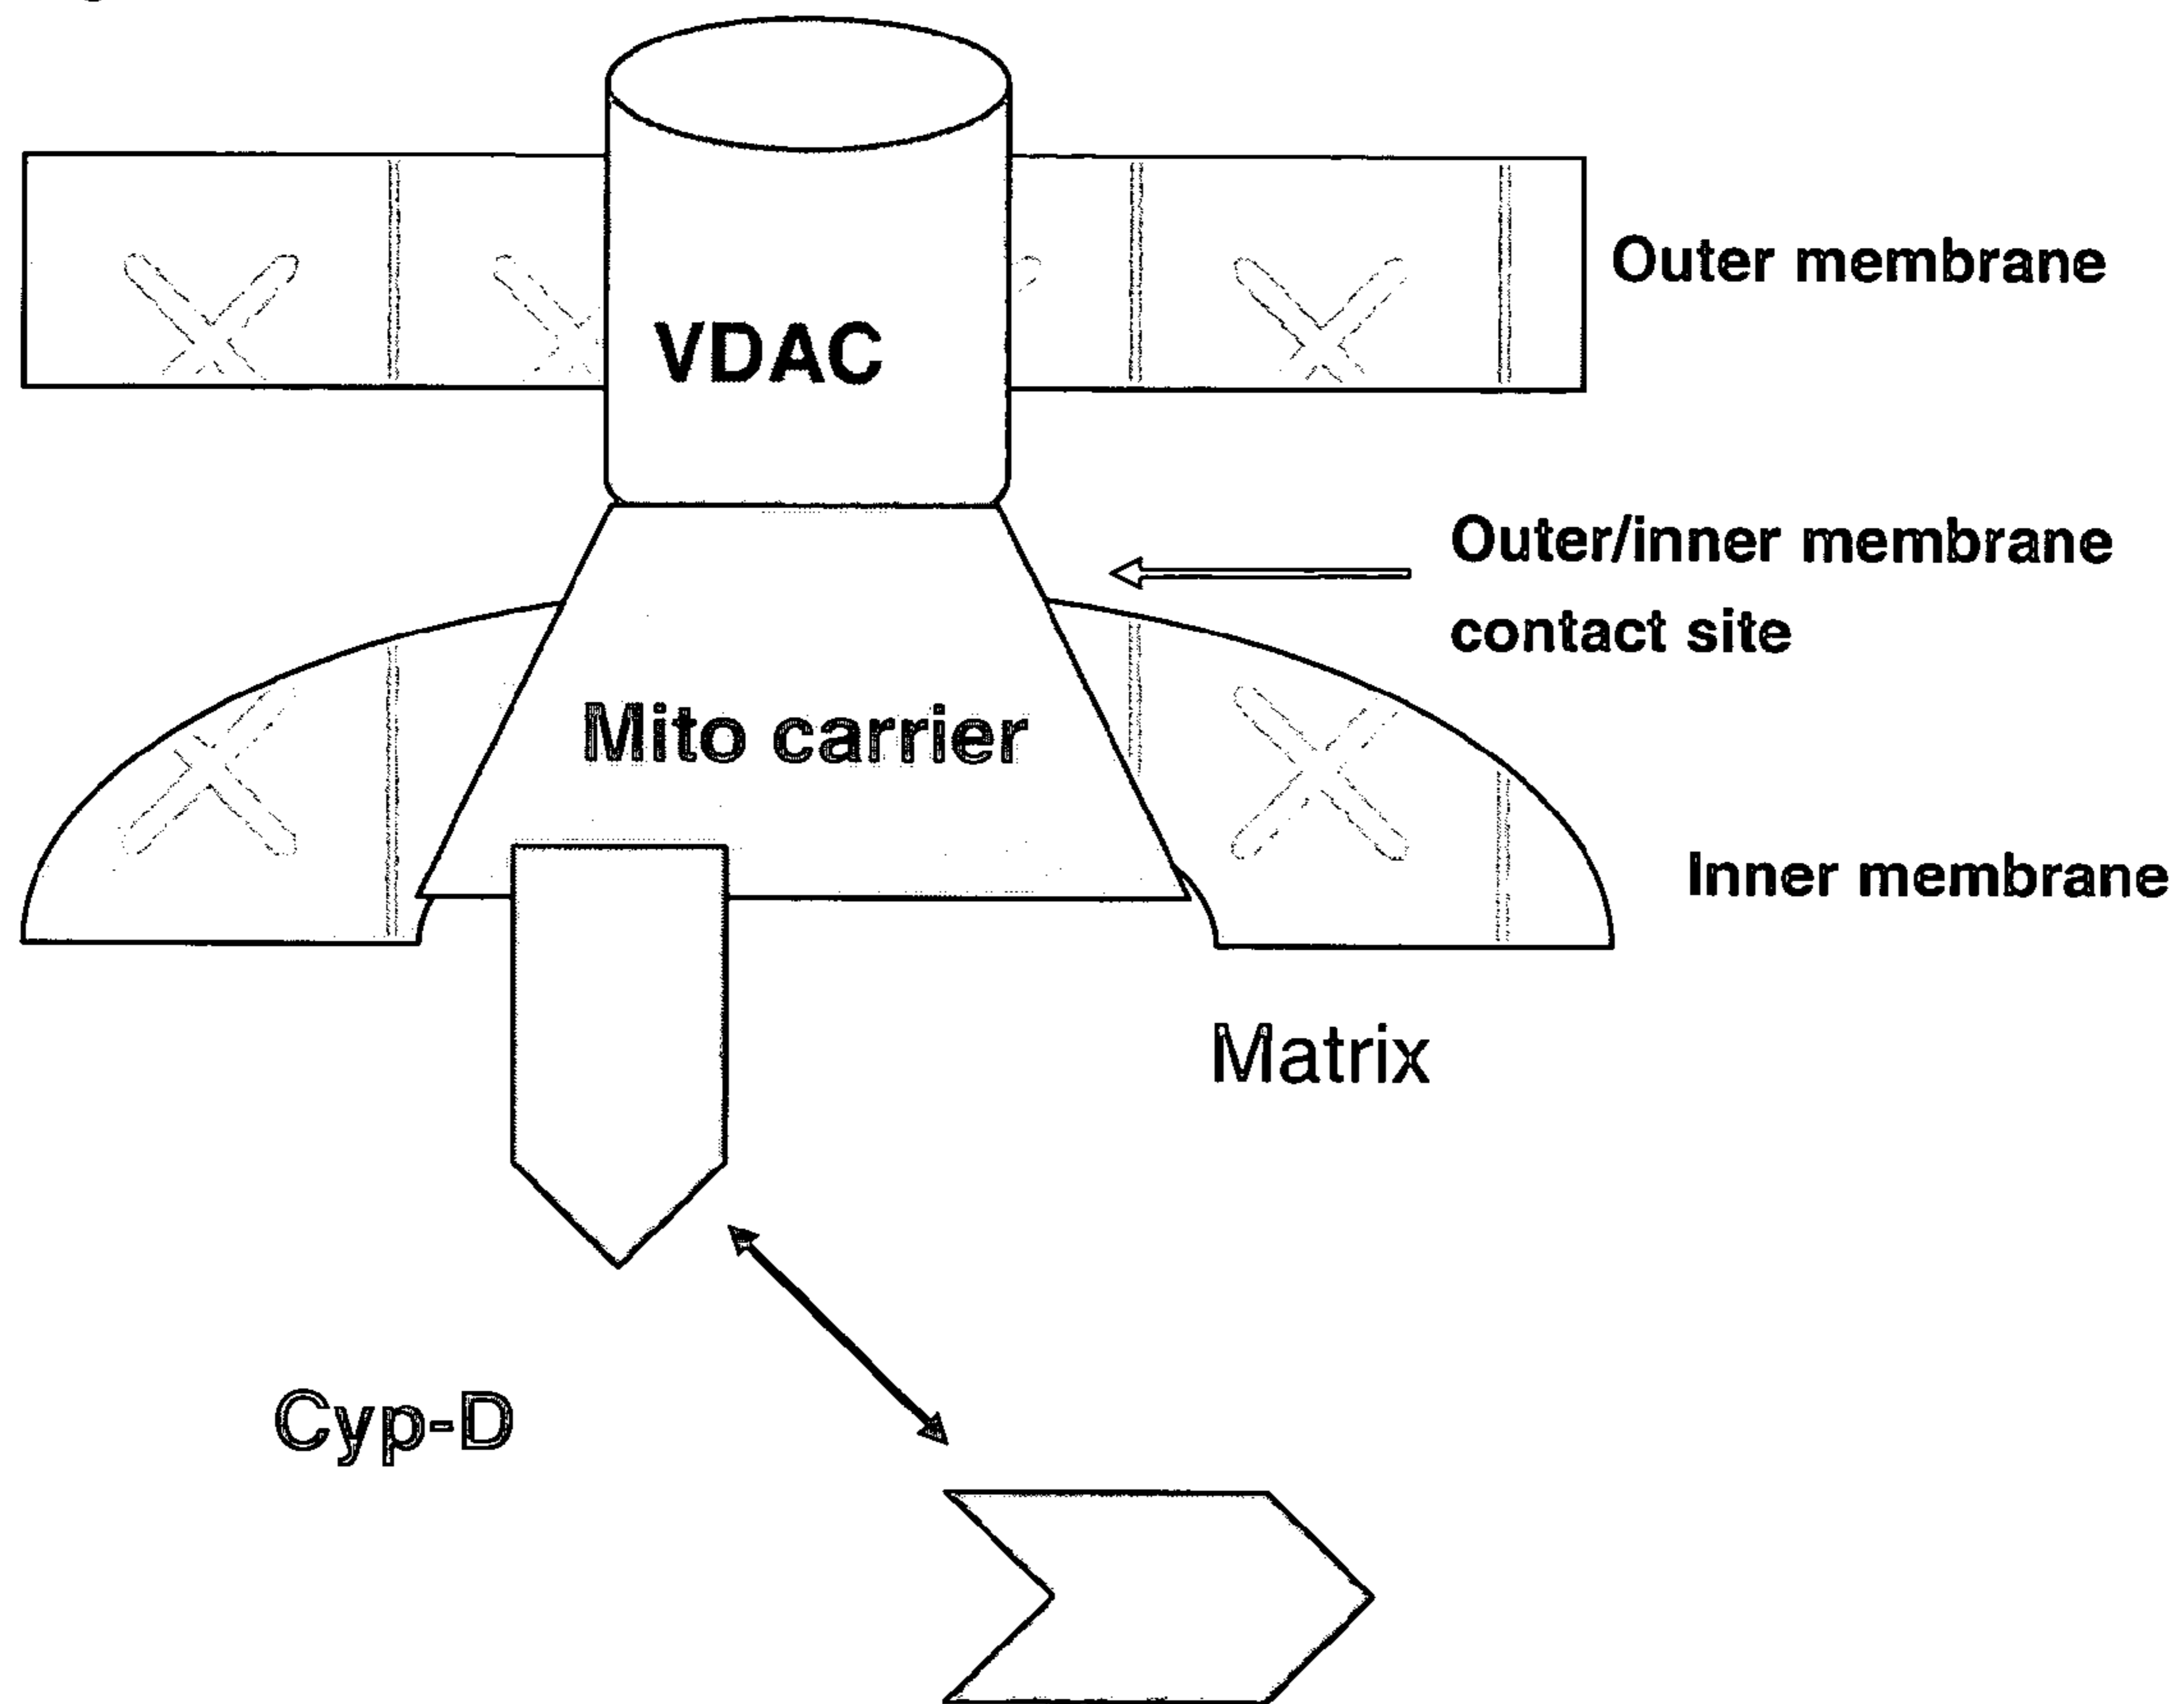 VDAC
Outer membrane
Outer/inner membrane
contact site
Mito carrier
Inner membrane
Matrix
Cyp-D